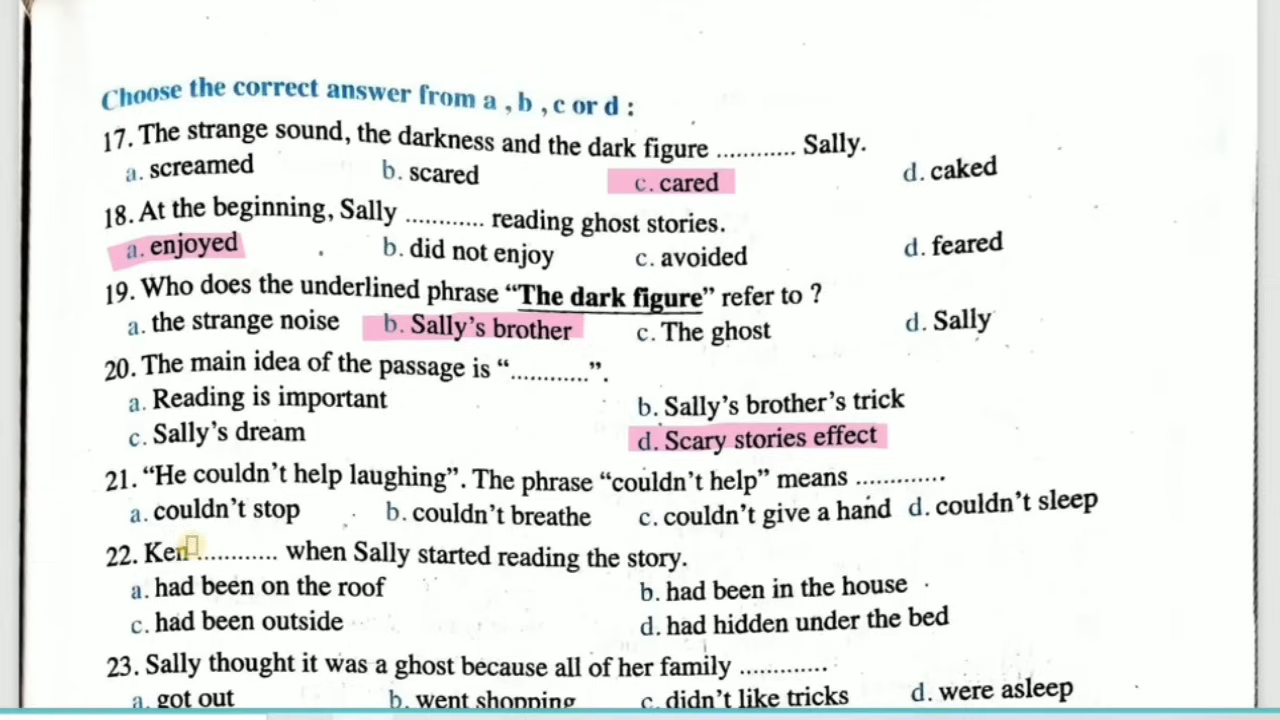 Choose the correct answer from a , b , c or d :
17. The strange sound, the darkness and the dark figure ............ Sally.
a. screamed b. scared c. cared d. caked
18. At the beginning, Sally ............ reading ghost stories.
a. enjoyed b. did not enjoy c. avoided d. feared
19. Who does the underlined phrase “The dark figure” refer to ?
a. the strange noise b. Sally’s brother c. The ghost d. Sally
20. The main idea of the passage is “............”.
a. Reading is important b. Sally’s brother’s trick
c. Sally’s dream d. Scary stories effect
21. “He couldn’t help laughing”. The phrase “couldn’t help” means .............
a. couldn’t stop b. couldn’t breathe c. couldn’t give a hand d. couldn’t sleep
22. Ken ............ when Sally started reading the story.
a. had been on the roof b. had been in the house
c. had been outside d. had hidden under the bed
23. Sally thought it was a ghost because all of her family .............
a. got out b. went shopping c. didn’t like tricks d. were asleep